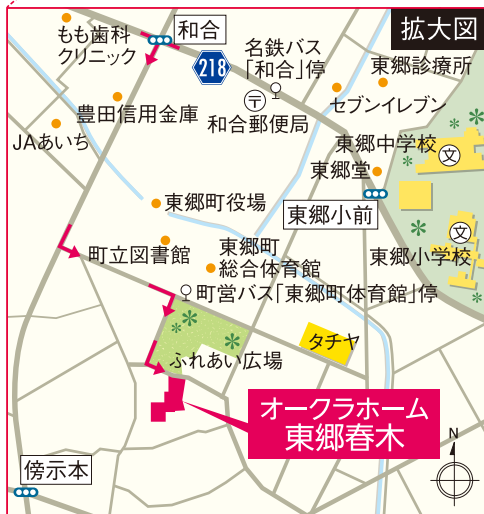 もも歯科
クリニック
和合
拡大図
218
名鉄バス
「和合」停
東郷診療所
豊田信用金庫
〒
和合郵便局
セブンイレブン
JAあいち
東郷中学校
文
東郷堂
東郷町役場
東郷小前
文
町立図書館
東郷町
総合体育館
東郷小学校
町営バス「東郷町体育館」停
タチヤ
ふれあい広場
オークラホーム
東郷春木
傍示本
N